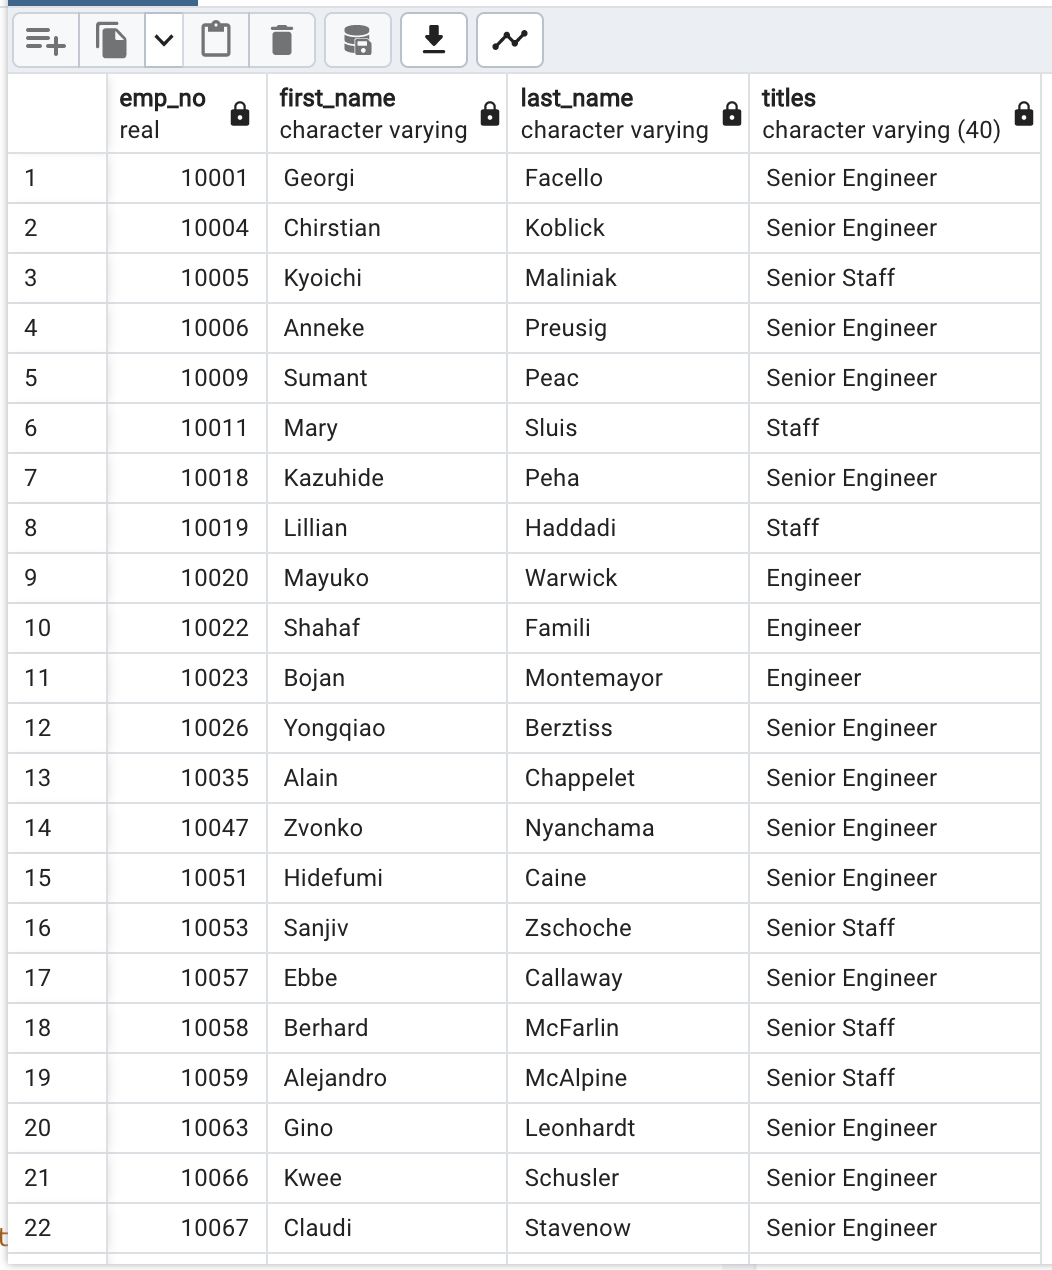 emp_no first_name last_name titles
real character varying character varying character varying (40)
1 10001 Georgi Facello Senior Engineer
2 10004 Chirstian Koblick Senior Engineer
3 10005 Kyoichi Maliniak Senior Staff
4 10006 Anneke Preusig Senior Engineer
5 10009 Sumant Peac Senior Engineer
6 10011 Mary Sluis Staff
7 10018 Kazuhide Peha Senior Engineer
8 10019 Lillian Haddadi Staff
9 10020 Mayuko Warwick Engineer
10 10022 Shahaf Famili Engineer
11 10023 Bojan Montemayor Engineer
12 10026 Yongqiao Berztiss Senior Engineer
13 10035 Alain Chappelet Senior Engineer
14 10047 Zvonko Nyanchama Senior Engineer
15 10051 Hidefumi Caine Senior Engineer
16 10053 Sanjiv Zschoche Senior Staff
17 10057 Ebbe Callaway Senior Engineer
18 10058 Berhard McFarlin Senior Staff
19 10059 Alejandro McAlpine Senior Staff
20 10063 Gino Leonhardt Senior Engineer
21 10066 Kwee Schusler Senior Engineer
22 10067 Claudi Stavenow Senior Engineer